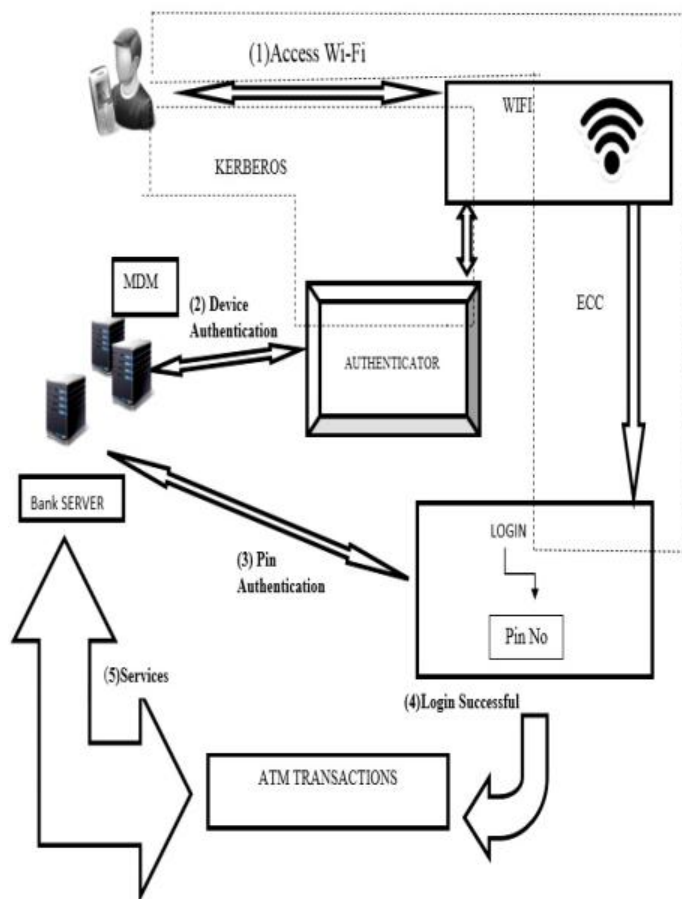 (1)Access Wi-Fi
WIFI
KERBEROS
MDM
(2) Device
Authentication
ECC
AUTHENTICATOR
Bank SERVER
LOGIN
(3) Pin
Authentication
Pin No
(5)Services
(4)Login Successful
ATM TRANSACTIONS